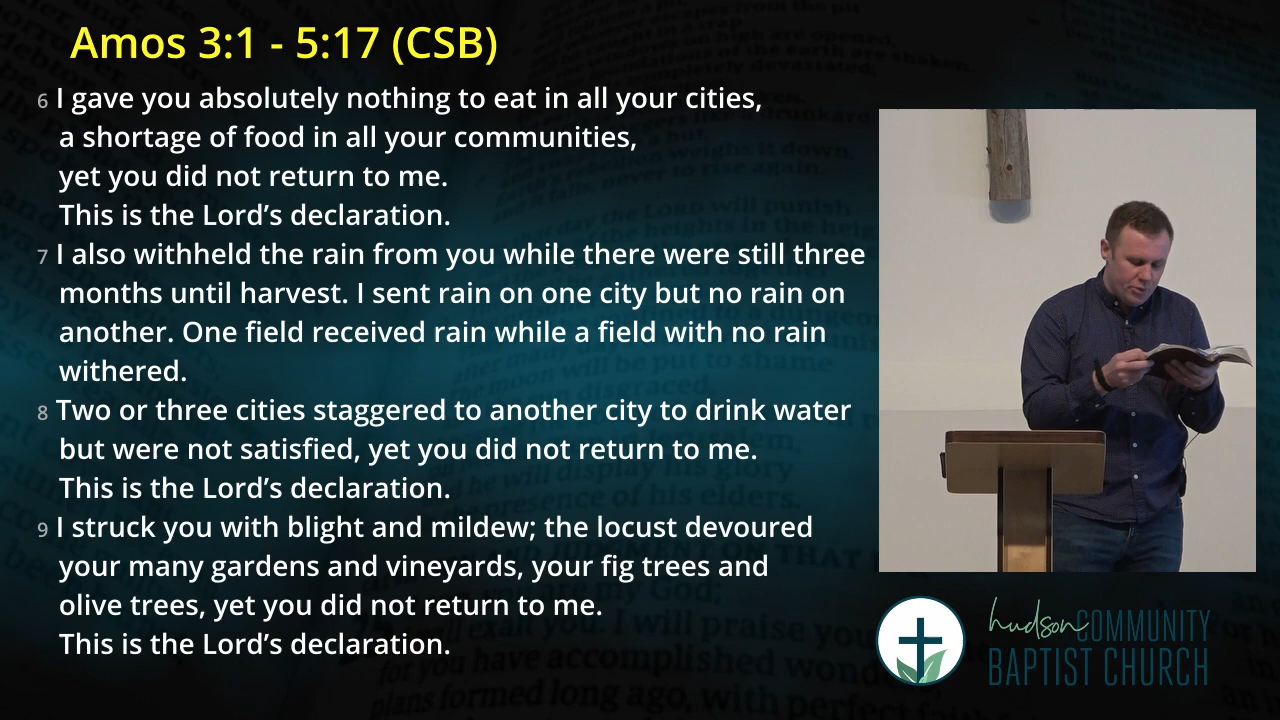 Amos 3:1 - 5:17 (CSB)
6 I gave you absolutely nothing to eat in all your cities,
a shortage of food in all your communities,
yet you did not return to me.
This is the Lord’s declaration.
7 I also withheld the rain from you while there were still three
months until harvest. I sent rain on one city but no rain on
another. One field received rain while a field with no rain
withered.
8 Two or three cities staggered to another city to drink water
but were not satisfied, yet you did not return to me.
This is the Lord’s declaration.
9 I struck you with blight and mildew; the locust devoured
your many gardens and vineyards, your fig trees and
olive trees, yet you did not return to me.
This is the Lord’s declaration.
hudson COMMUNITY
BAPTIST CHURCH